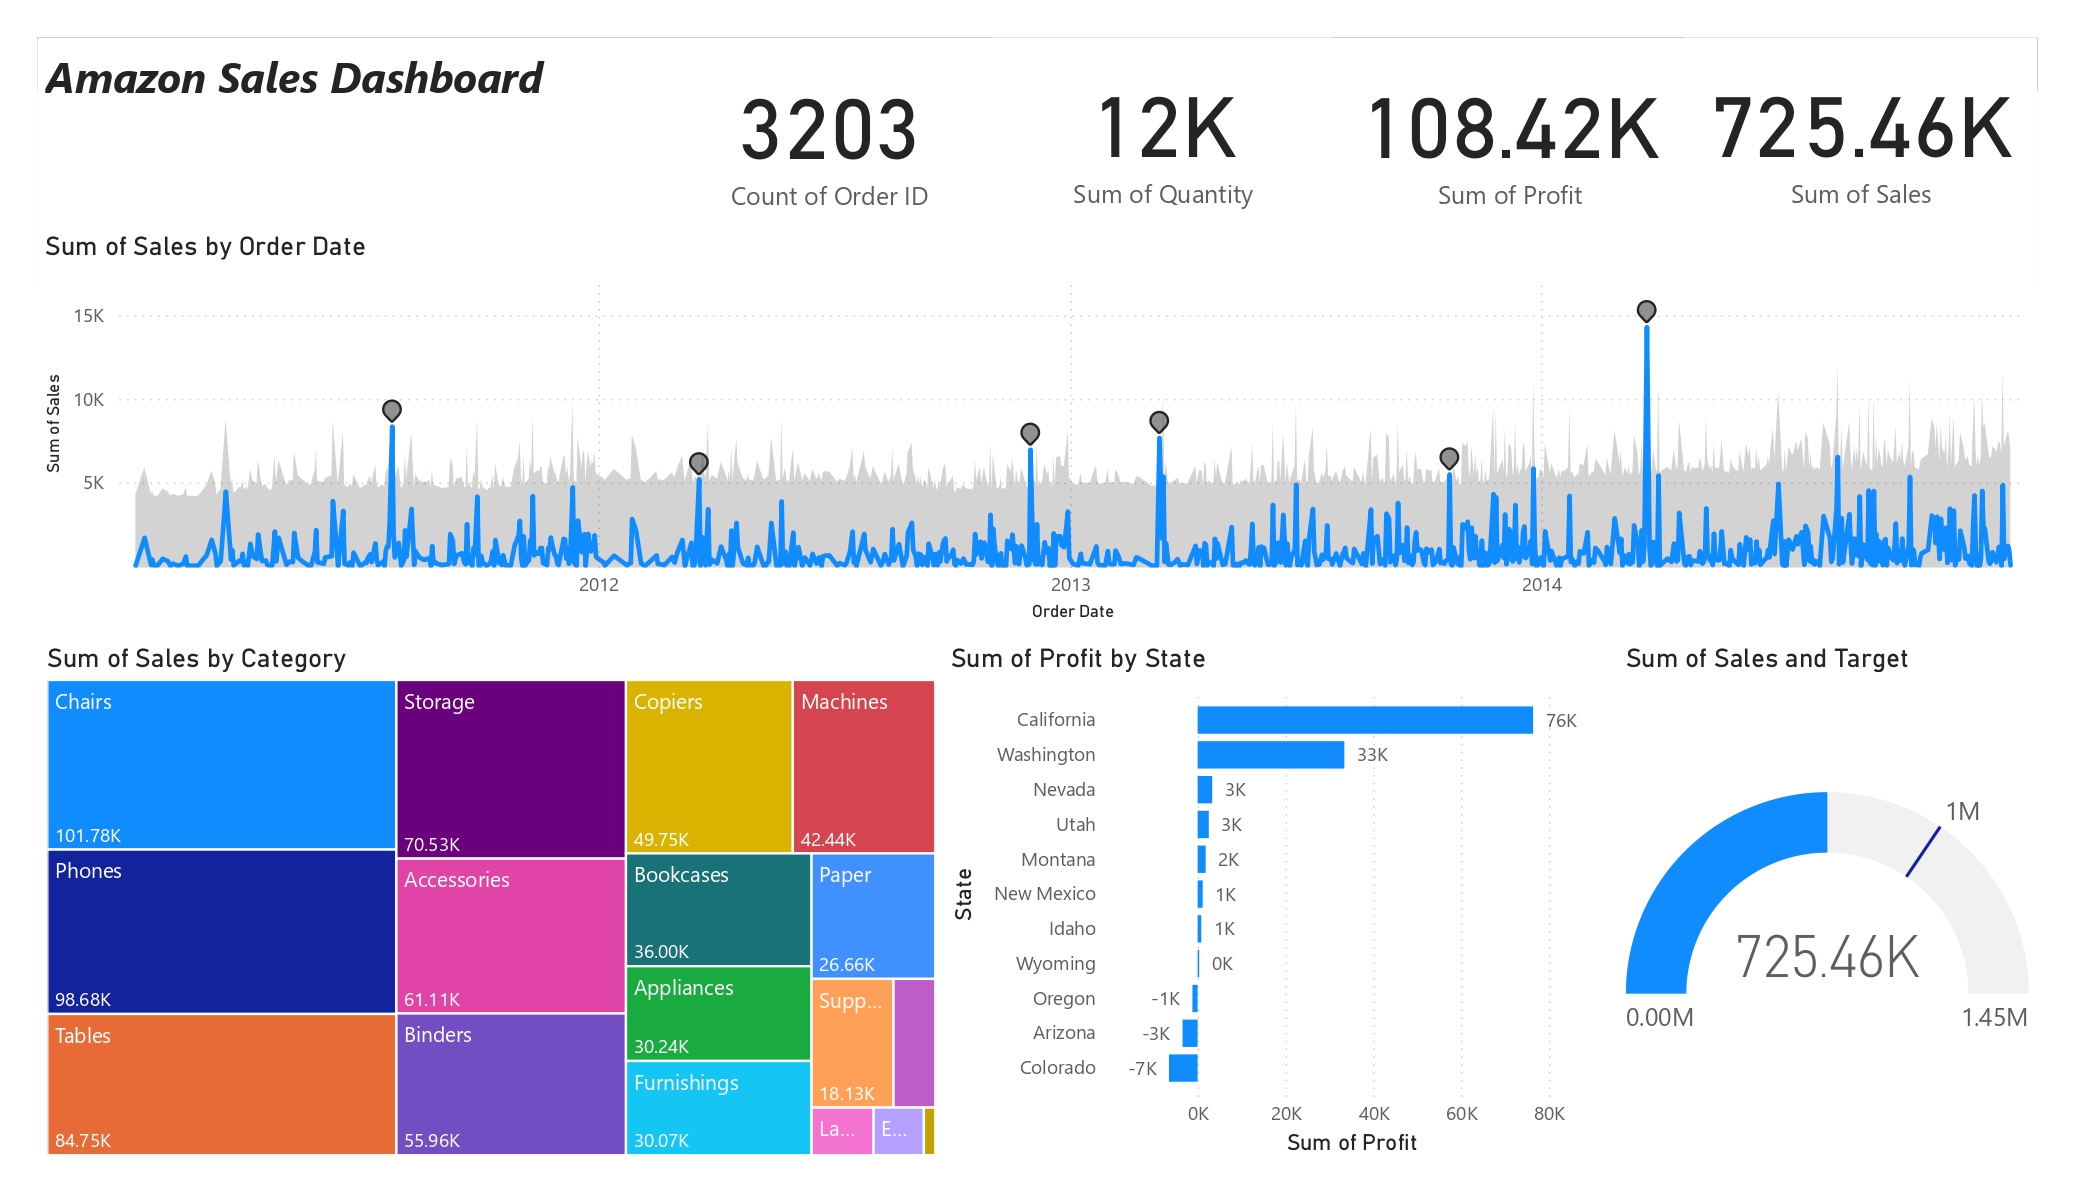 Amazon Sales Dashboard
3203
Count of Order ID
12K
Sum of Quantity
108.42K
Sum of Profit
725.46K
Sum of Sales
Sum of Sales by Order Date
Sum of Sales
15K
10K
5K
2012
2013
2014
Order Date
Sum of Sales by Category
Chairs
101.78K
Phones
98.68K
Tables
84.75K
Storage
70.53K
Accessories
61.11K
Binders
55.96K
Copiers
49.75K
Machines
42.44K
Bookcases
36.00K
Appliances
30.24K
Furnishings
30.07K
Paper
26.66K
Supp...
18.13K
La...
E...
Sum of Profit by State
State
California 76K
Washington 33K
Nevada 3K
Utah 3K
Montana 2K
New Mexico 1K
Idaho 1K
Wyoming 0K
Oregon -1K
Arizona -3K
Colorado -7K
0K 20K 40K 60K 80K
Sum of Profit
Sum of Sales and Target
1M
725.46K
0.00M
1.45M